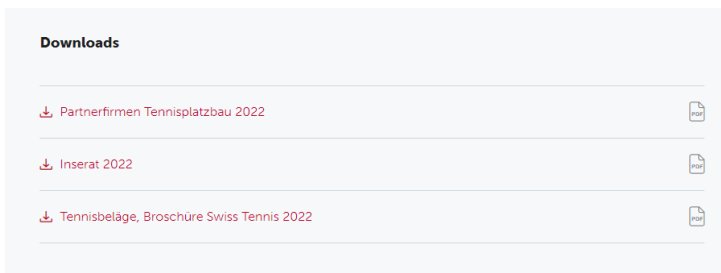 Downloads
Partnerfirmen Tennisplatzbau 2022 PDF
Inserat 2022 PDF
Tennisbeläge, Broschüre Swiss Tennis 2022 PDF